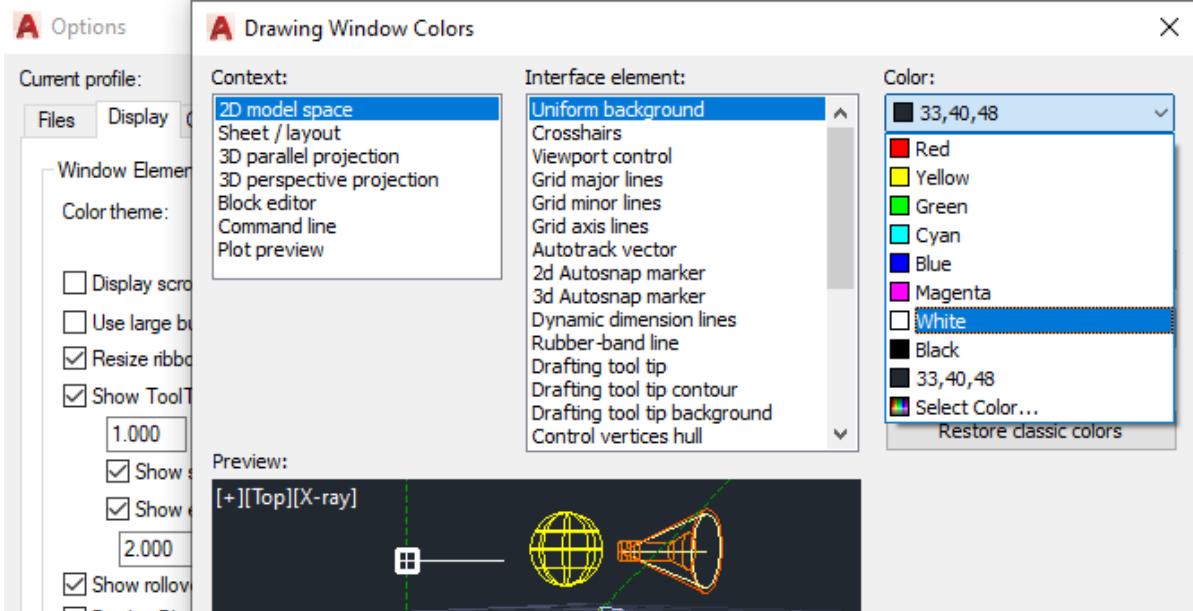 Options
Current profile:
Files
Display
Window Elemen
Color theme:
Display scro
Use large bu
Resize ribbo
Show ToolT
1.000
Show s
Show e
2.000
Show rollov
Drawing Window Colors
Context:
2D model space
Sheet / layout
3D parallel projection
3D perspective projection
Block editor
Command line
Plot preview
Interface element:
Uniform background
Crosshairs
Viewport control
Grid major lines
Grid minor lines
Grid axis lines
Autotrack vector
2d Autosnap marker
3d Autosnap marker
Dynamic dimension lines
Rubber-band line
Drafting tool tip
Drafting tool tip contour
Drafting tool tip background
Control vertices hull
Color:
33,40,48
Red
Yellow
Green
Cyan
Blue
Magenta
White
Black
33,40,48
Select Color...
Restore classic colors
Preview:
[+][Top][X-ray]